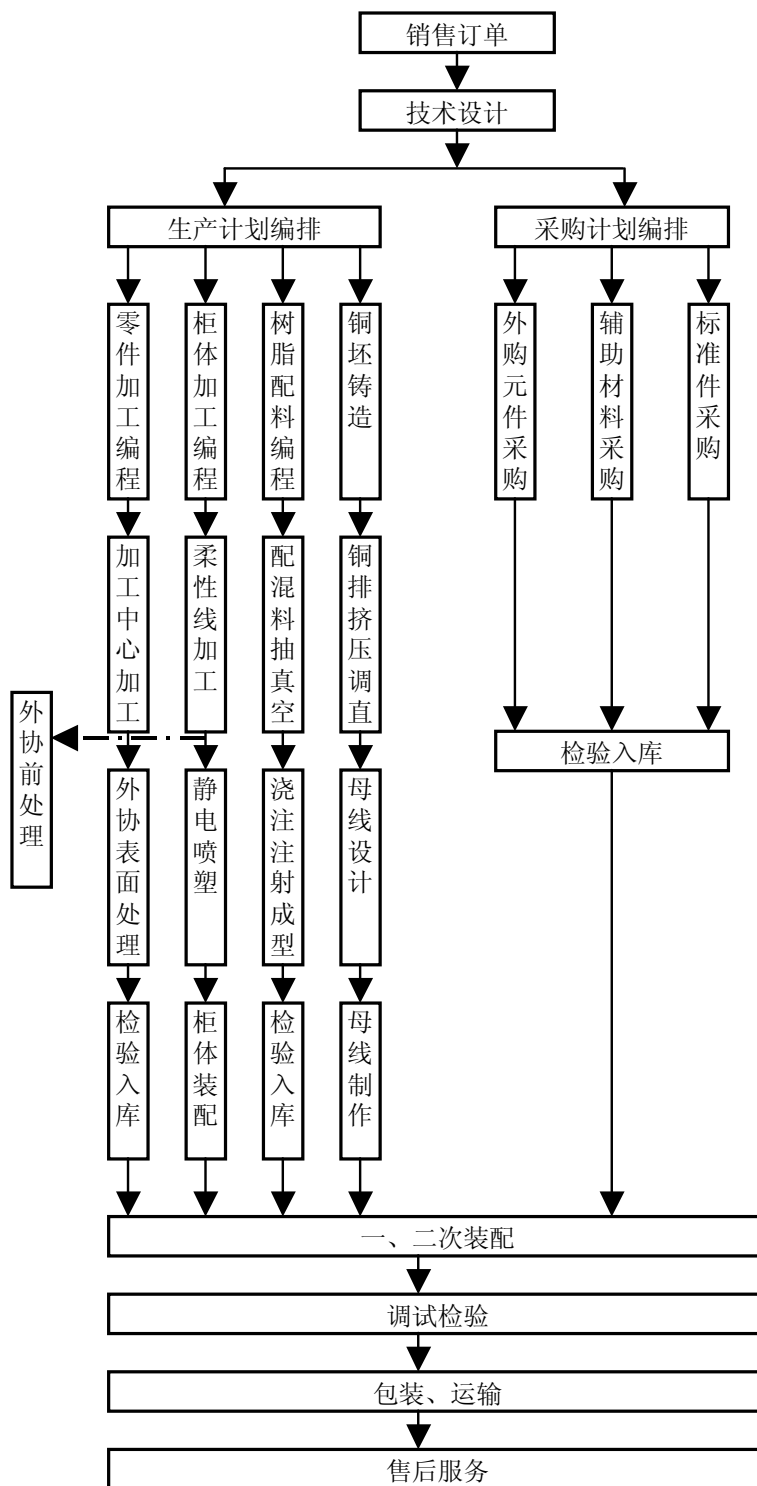 销售订单
技术设计
生产计划编排
采购计划编排
零件加工编程
柜体加工编程
树脂配料编程
铜坯铸造
外购元件采购
辅助材料采购
标准件采购
加工中心加工
柔性线加工
配混料抽真空
铜排挤压调直
外协前处理
检验入库
外协表面处理
静电喷塑
浇注注射成型
母线设计
检验入库
柜体装配
检验入库
母线制作
一、二次装配
调试检验
包装、运输
售后服务